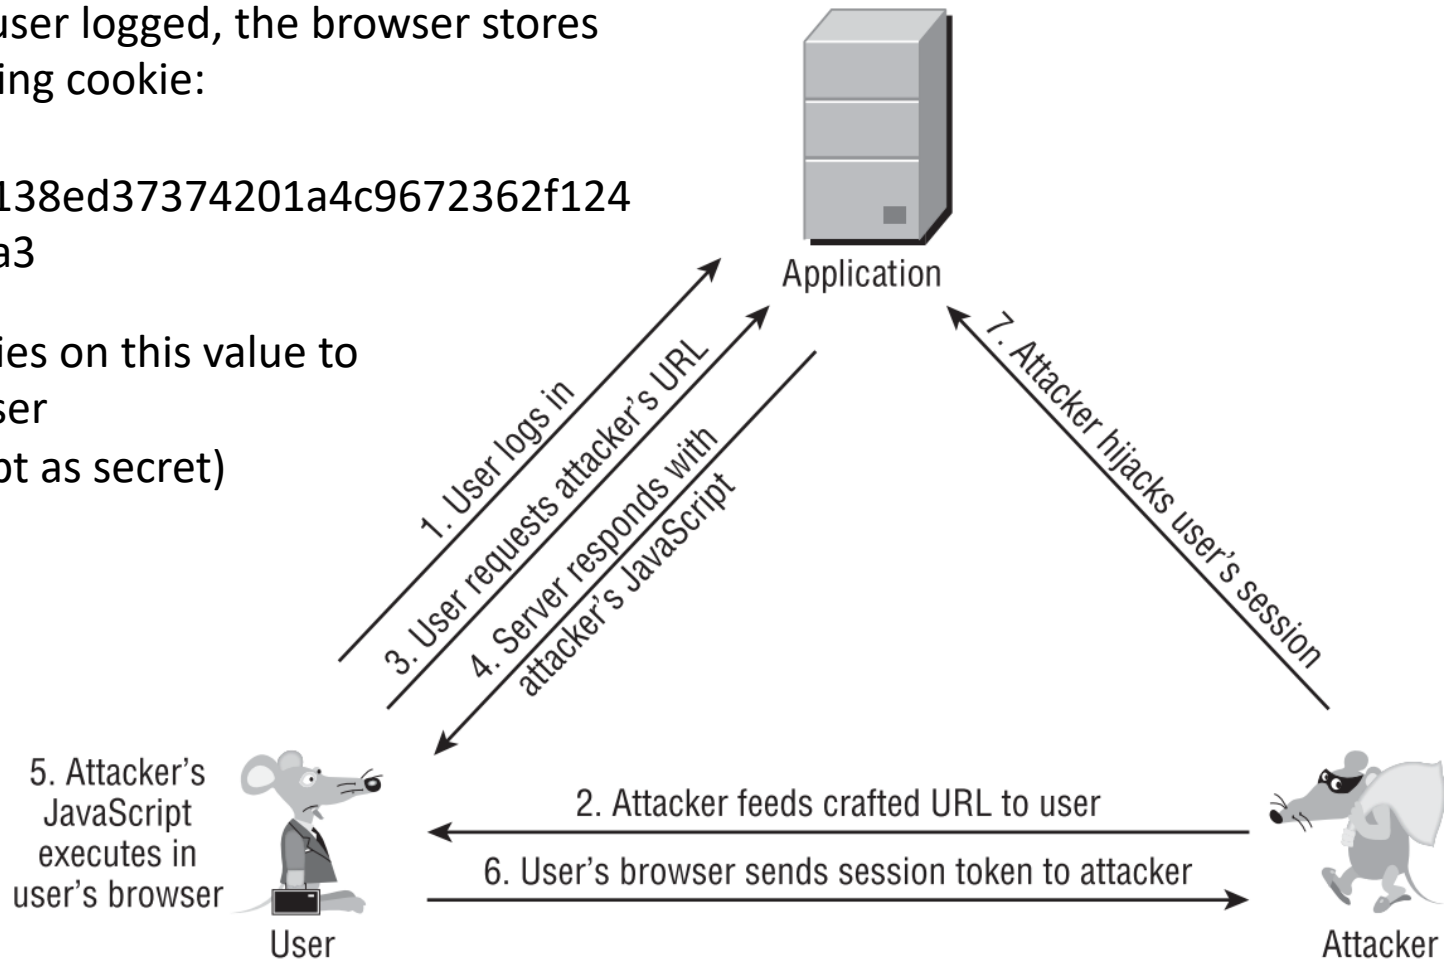 user logged, the browser stores
ing cookie:
138ed37374201a4c9672362f124
a3
ies on this value to
ser
pt as secret)
Application
1. User logs in
3. User requests attacker's URL
4. Server responds with
attacker's JavaScript
7. Attacker hijacks user's session
5. Attacker's
JavaScript
executes in
user's browser
2. Attacker feeds crafted URL to user
6. User's browser sends session token to attacker
User
Attacker